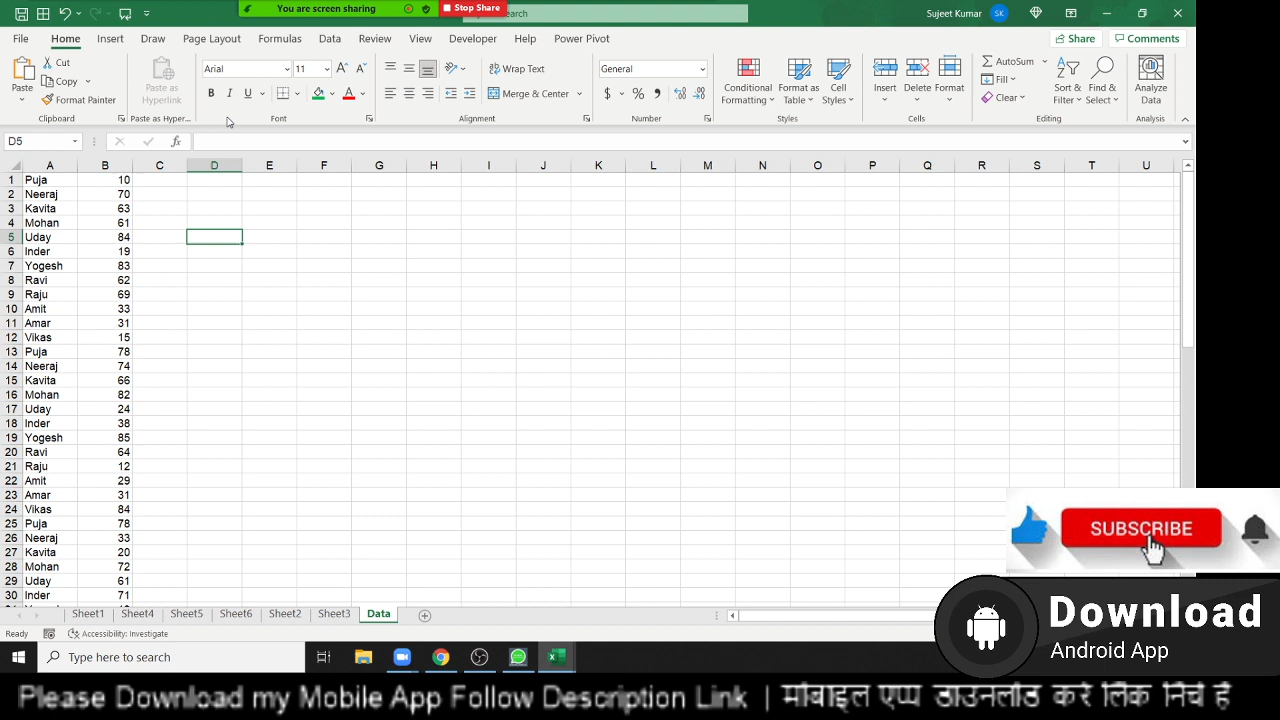 You are screen sharing
Stop Share
Search
Sujeet Kumar SK
File Home Insert Draw Page Layout Formulas Data Review View Developer Help Power Pivot
Share Comments
Paste
Cut
Copy
Format Painter
Clipboard
Paste as
Hyperlink
Paste as Hyper...
Arial 11
B I U
Font
Wrap Text
Merge & Center
Alignment
General
$ % 9
Number
Conditional
Formatting
Format as
Table
Cell
Styles
Styles
Insert Delete Format
Cells
AutoSum
Fill
Clear
Sort &
Filter
Find &
Select
Editing
Analyze
Data
Analysis
D5 fx
A B C D E F G H I J K L M N O P Q R S T U
1 Puja 10
2 Neeraj 70
3 Kavita 63
4 Mohan 61
5 Uday 84
6 Inder 19
7 Yogesh 83
8 Ravi 62
9 Raju 69
10 Amit 33
11 Amar 31
12 Vikas 15
13 Puja 78
14 Neeraj 74
15 Kavita 66
16 Mohan 82
17 Uday 24
18 Inder 38
19 Yogesh 85
20 Ravi 64
21 Raju 12
22 Amit 29
23 Amar 31
24 Vikas 84
25 Puja 78
26 Neeraj 33
27 Kavita 20
28 Mohan 72
29 Uday 61
30 Inder 71
SUBSCRIBE
Download
Android App
Sheet1 Sheet4 Sheet5 Sheet6 Sheet2 Sheet3 Data
Ready Accessibility: Investigate
Type here to search
Please Download my Mobile App Follow Description Link | मोबाइल एप्प डाउनलोड करे लिंक निचे है